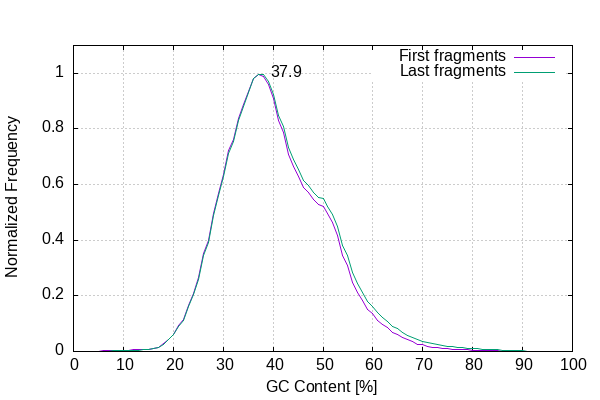 First fragments
Last fragments
37.9
1
0.8
0.6
0.4
0.2
0
0 10 20 30 40 50 60 70 80 90 100
Normalized Frequency
GC Content [%]